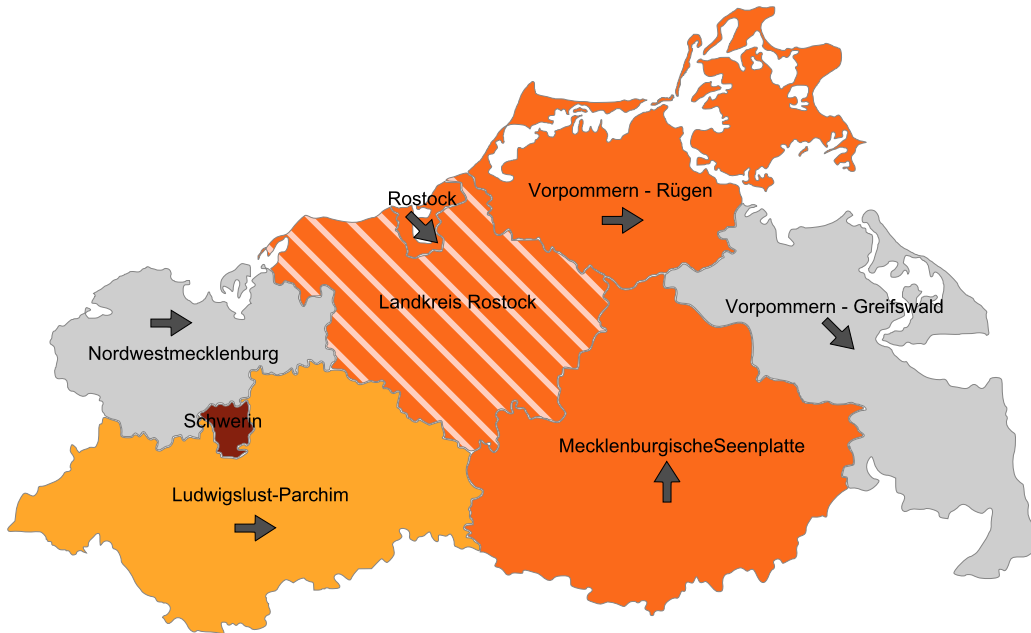 Vorpommern - Rügen
Rostock
Landkreis Rostock
Vorpommern - Greifswald
Nordwestmecklenburg
Schwerin
MecklenburgischeSeenplatte
Ludwigslust-Parchim